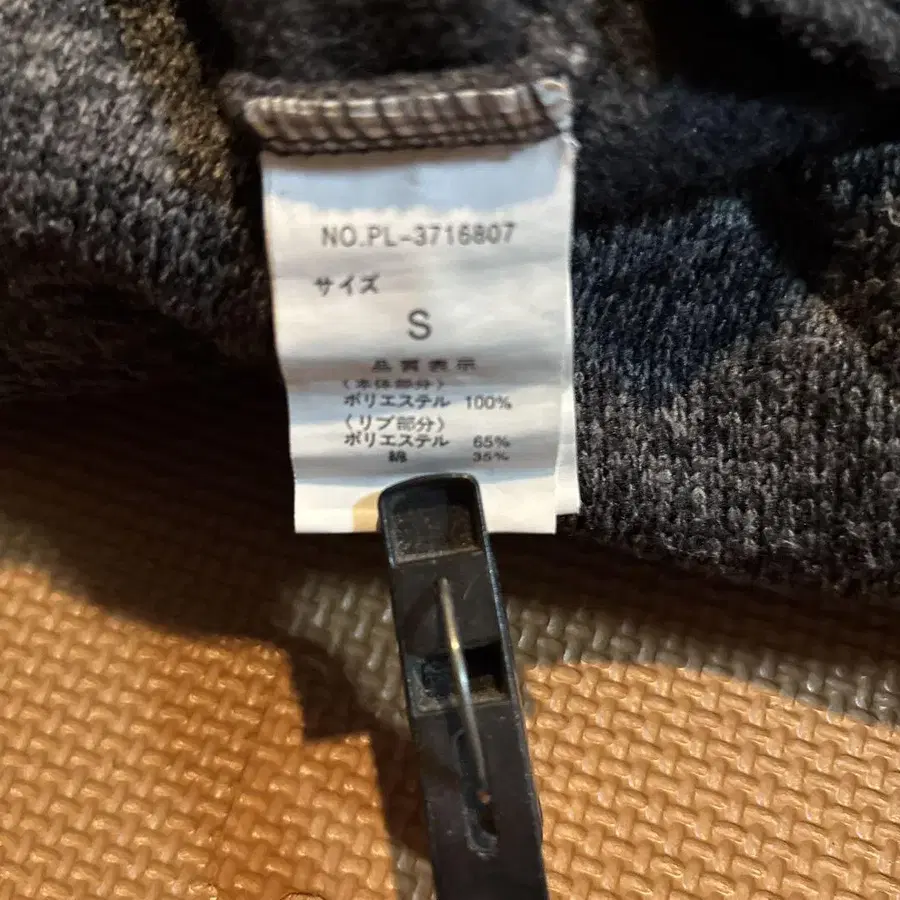 NO.PL-3716807
サイズ
S
品質表示
(本体部分)
ポリエステル 100%
(リブ部分)
ポリエステル 65%
綿 35%